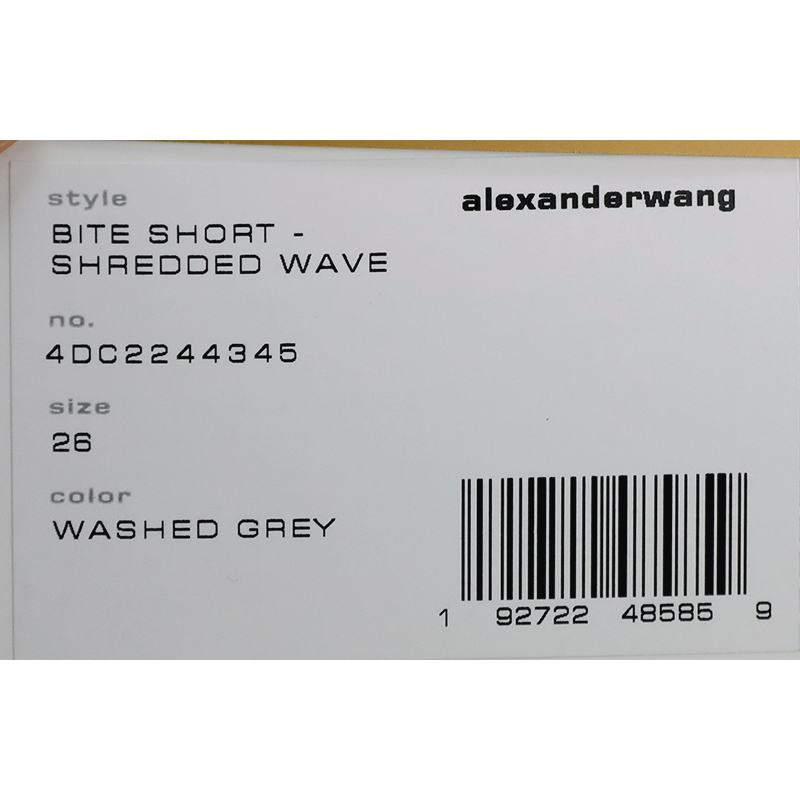 style
BITE SHORT -
SHREDDED WAVE
no.
4DC2244345
size
26
color
WASHED GREY
alexanderwang
1 92722 48585 9